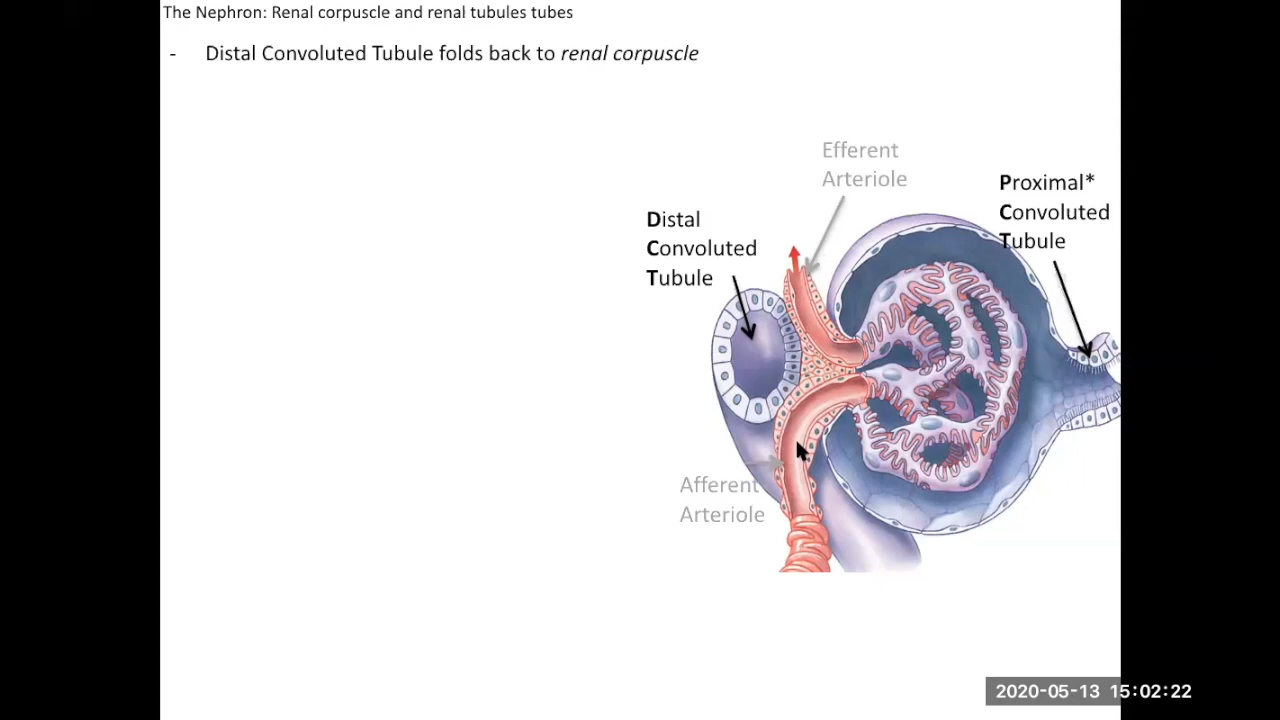 The Nephron: Renal corpuscle and renal tubules tubes
- Distal Convoluted Tubule folds back to renal corpuscle
Efferent
Arteriole
Proximal*
Convoluted
Tubule
Distal
Convoluted
Tubule
Afferent
Arteriole
2020-05-13 15:02:22